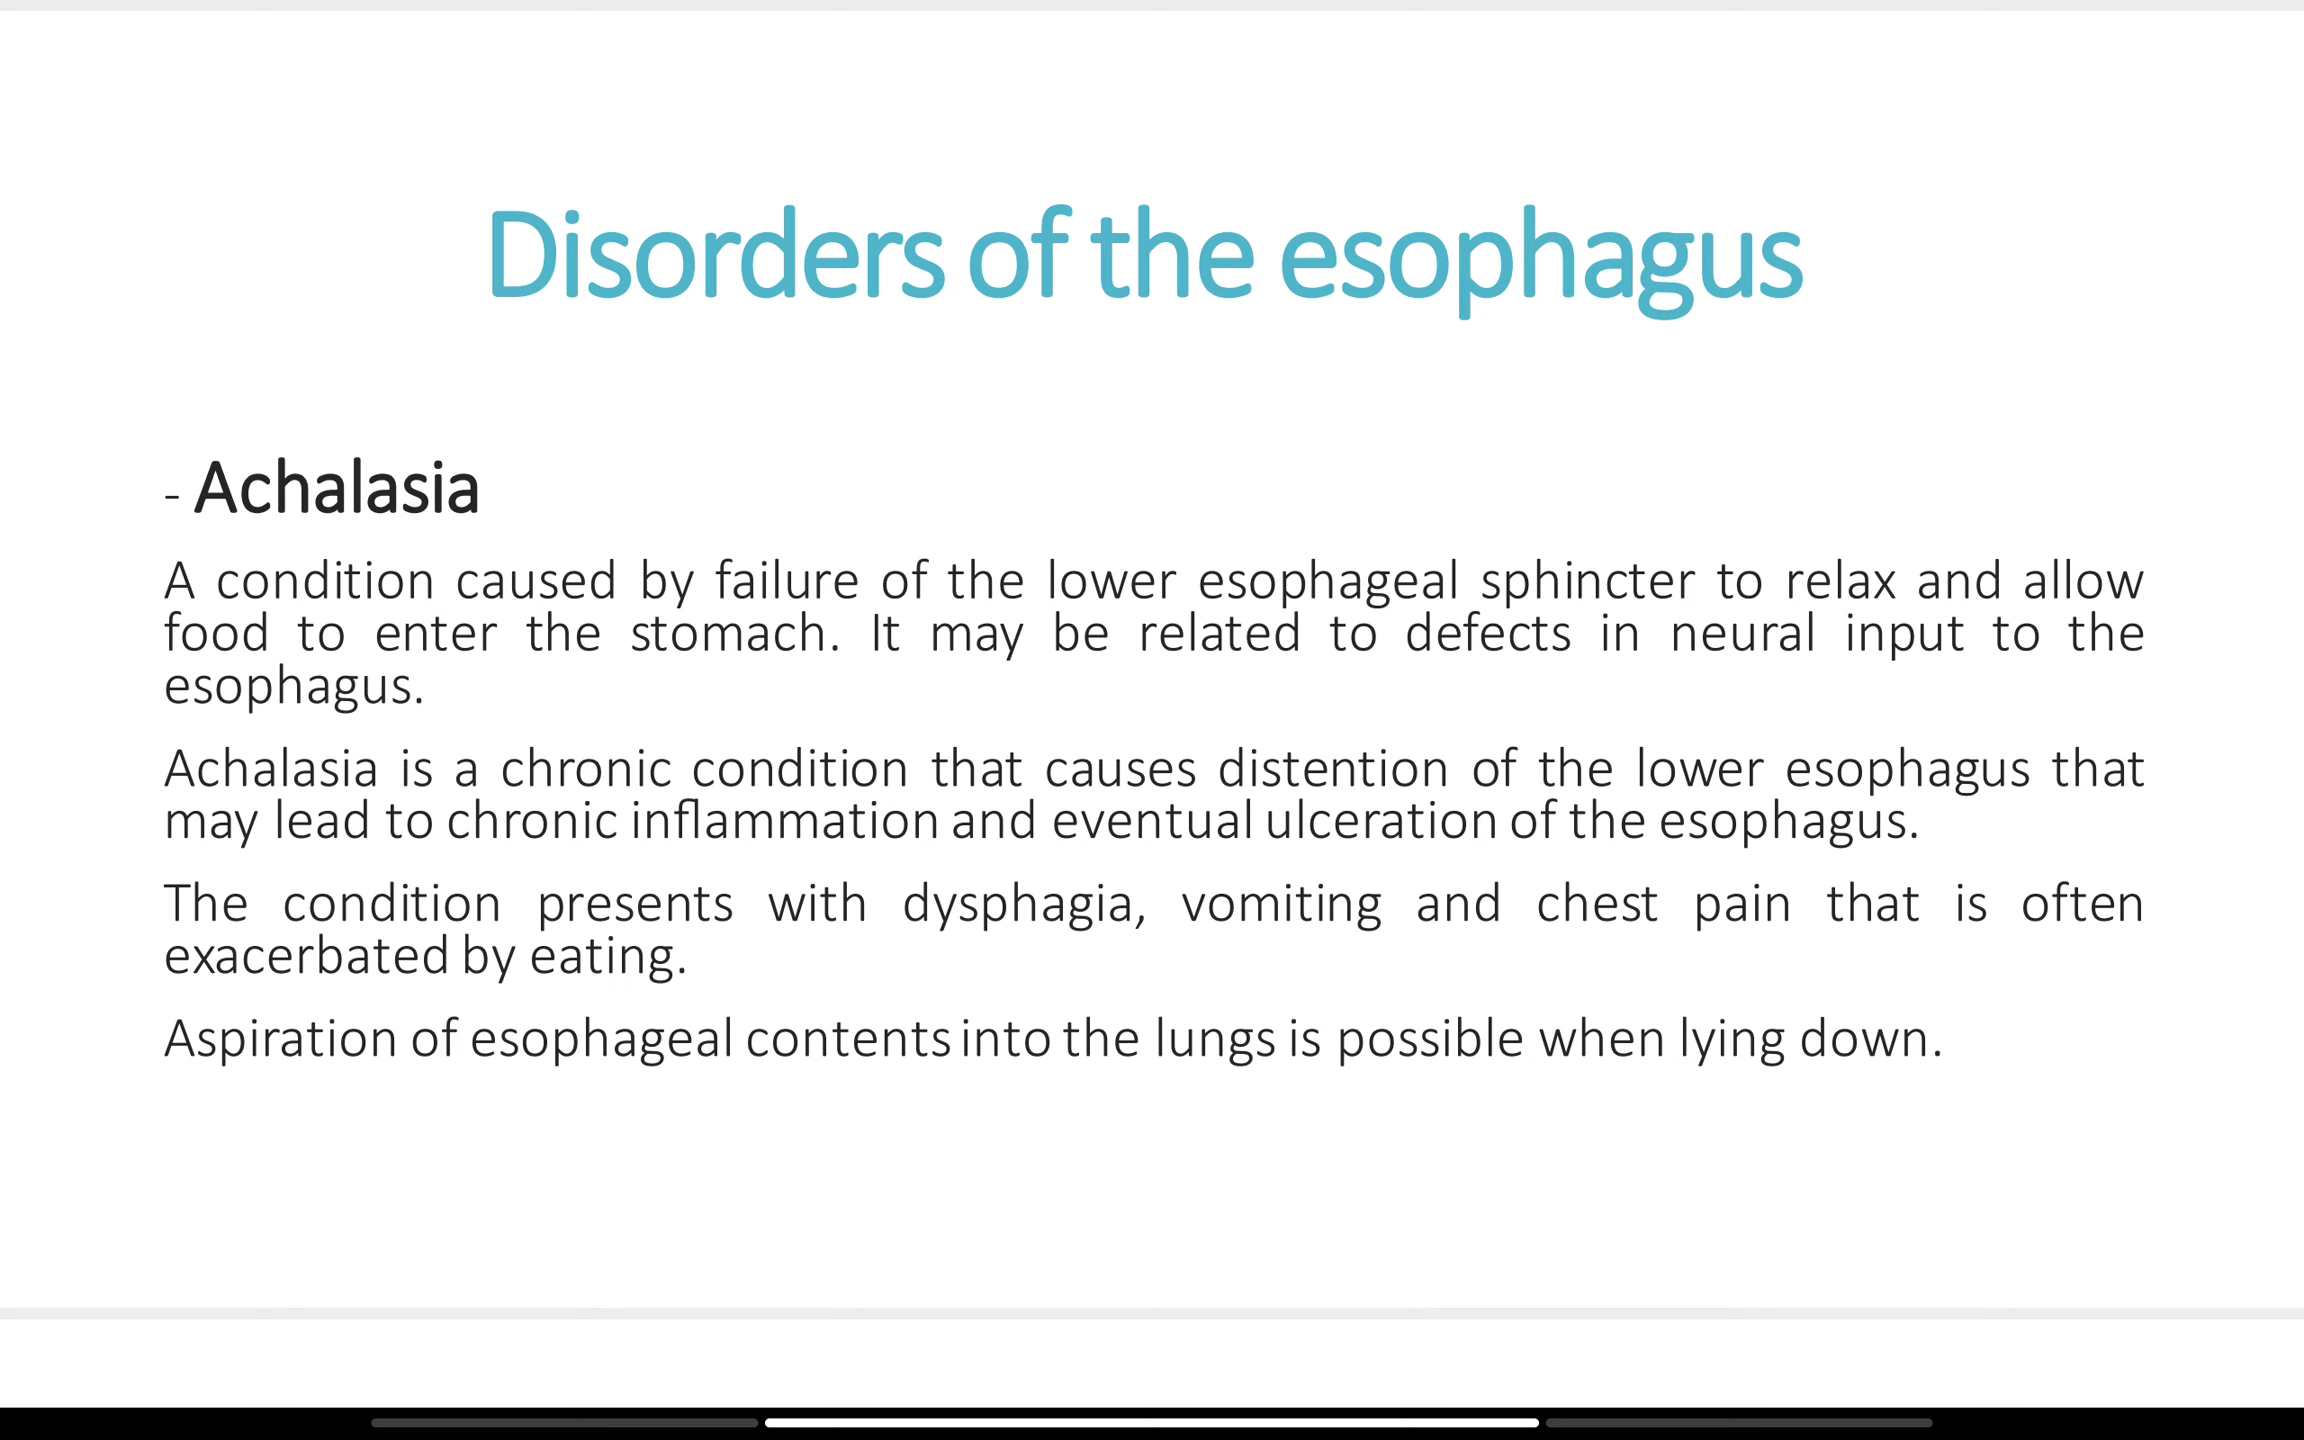 Disorders of the esophagus
- Achalasia
A condition caused by failure of the lower esophageal sphincter to relax and allow
food to enter the stomach. It may be related to defects in neural input to the
esophagus.
Achalasia is a chronic condition that causes distention of the lower esophagus that
may lead to chronic inflammation and eventual ulceration of the esophagus.
The condition presents with dysphagia, vomiting and chest pain that is often
exacerbated by eating.
Aspiration of esophageal contents into the lungs is possible when lying down.